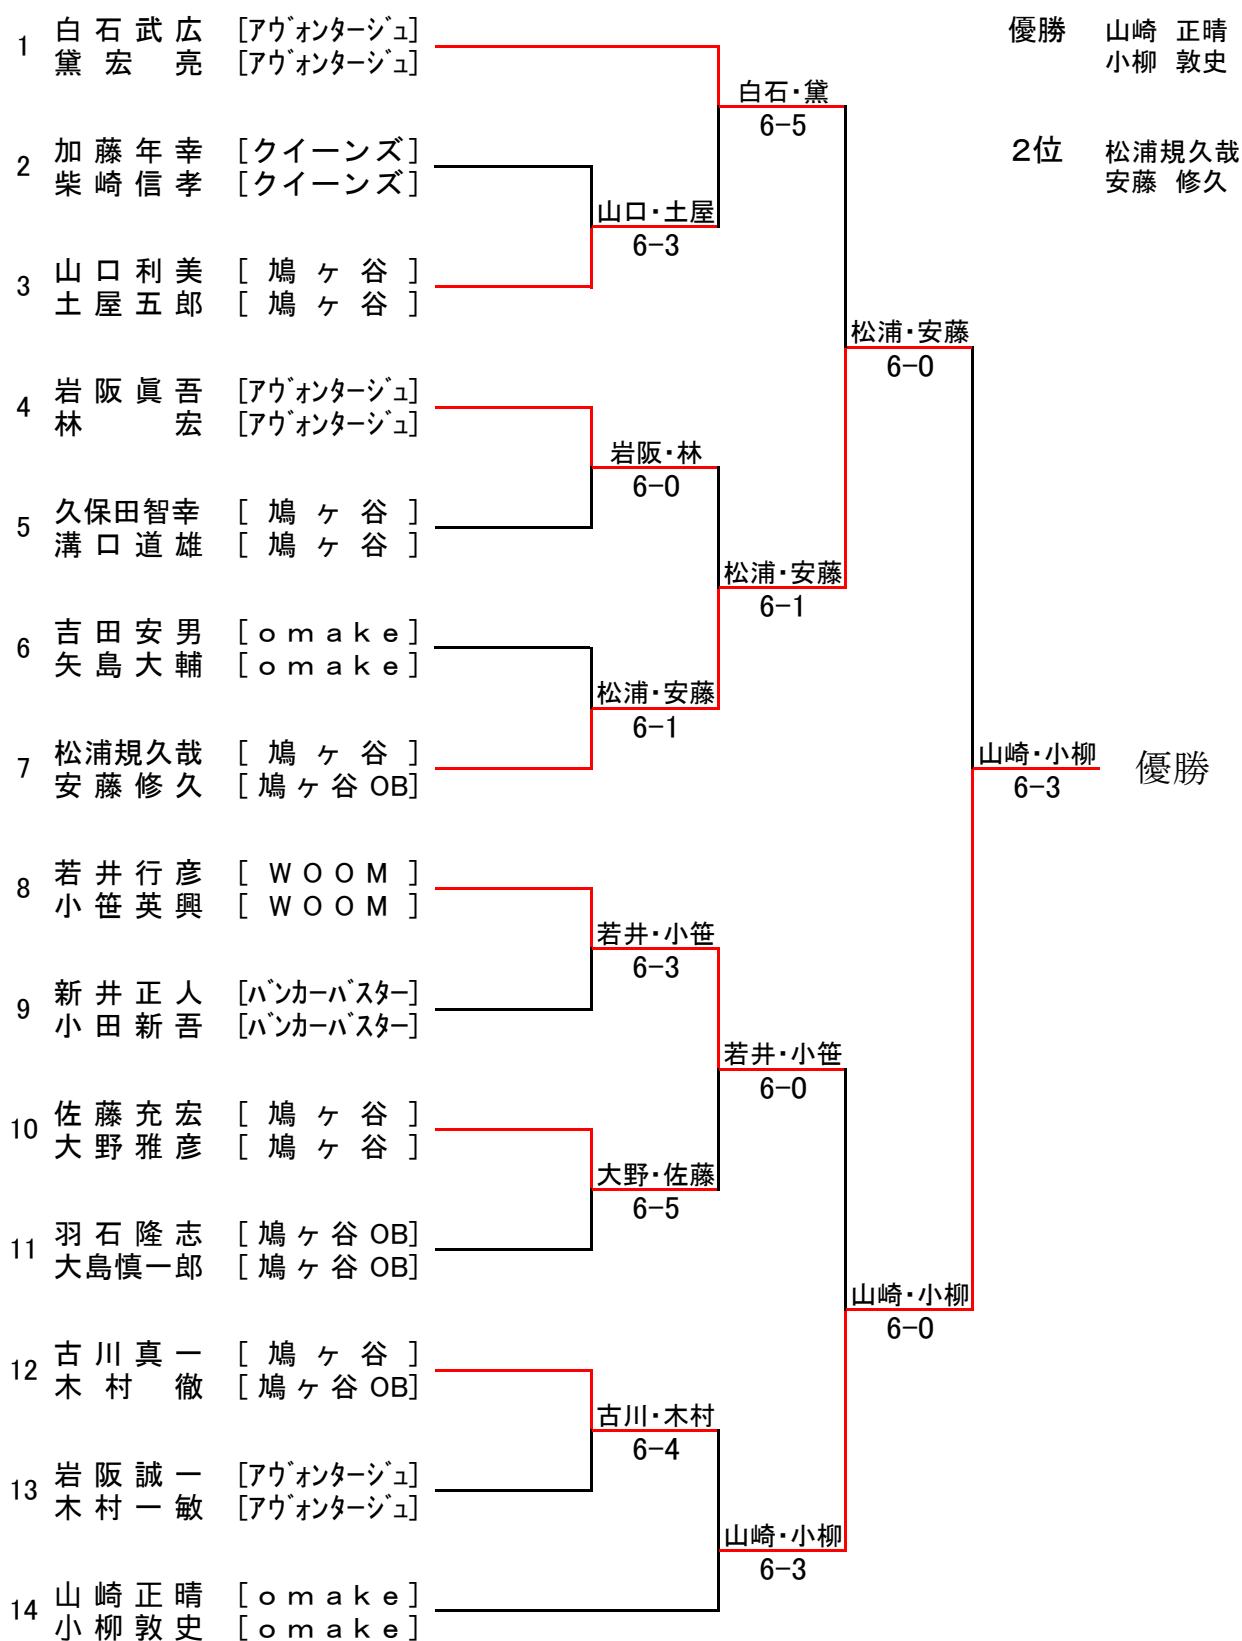 1 白石武広 [アヴォンタージュ]
黛宏 亮 [アヴォンタージュ]
2 加藤年幸 [クイーンズ]
柴崎信孝 [クイーンズ]
3 山口利美 [鳩ヶ谷]
土屋五郎 [鳩ヶ谷]
4 岩阪眞吾 [アヴォンタージュ]
林 宏 [アヴォンタージュ]
5 久保田智幸 [鳩ヶ谷]
溝口道雄 [鳩ヶ谷]
6 吉田安男 [omake]
矢島大輔 [omake]
7 松浦規久哉 [鳩ヶ谷]
安藤修久 [鳩ヶ谷OB]
8 若井行彦 [WOOM]
小笹英興 [WOOM]
9 新井正人 [バンカーバスター]
小田新吾 [バンカーバスター]
10 佐藤充宏 [鳩ヶ谷]
大野雅彦 [鳩ヶ谷]
11 羽石隆志 [鳩ヶ谷OB]
大島慎一郎 [鳩ヶ谷OB]
12 古川真一 [鳩ヶ谷]
木村 徹 [鳩ヶ谷OB]
13 岩阪誠一 [アヴォンタージュ]
木村一敏 [アヴォンタージュ]
14 山崎正晴 [omake]
小柳敦史 [omake]
山口・土屋
6-3
岩阪・林
6-0
松浦・安藤
6-1
若井・小笹
6-3
大野・佐藤
6-5
古川・木村
6-4
白石・黛
6-5
松浦・安藤
6-1
若井・小笹
6-0
山崎・小柳
6-3
松浦・安藤
6-0
山崎・小柳
6-0
山崎・小柳
6-3
優勝
優勝 山崎 正晴
小柳 敦史
2位 松浦規久哉
安藤 修久